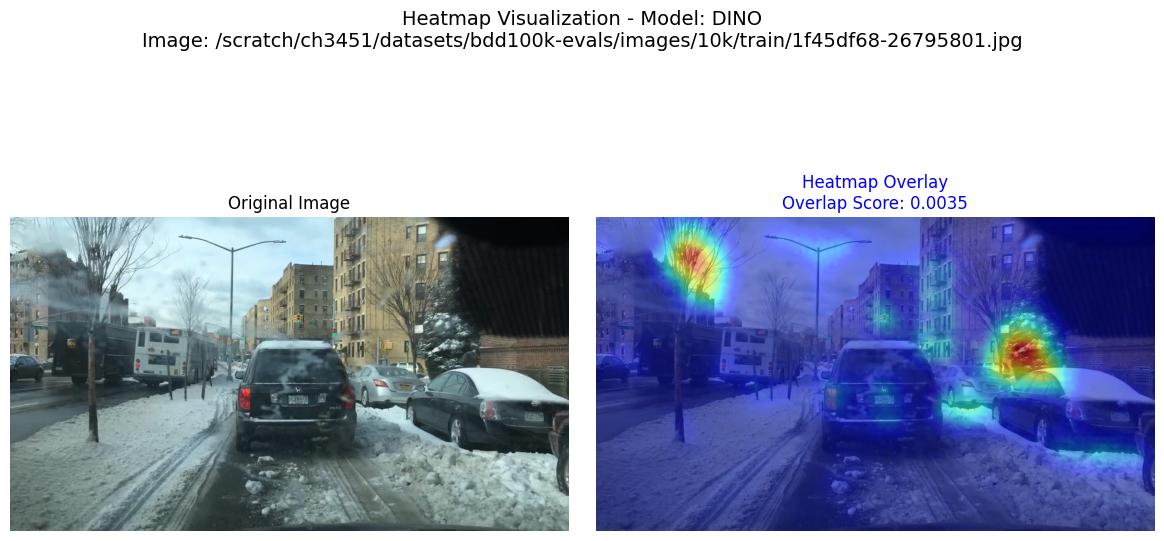 Heatmap Visualization - Model: DINO
Image: /scratch/ch3451/datasets/bdd100k-evals/images/10k/train/1f45df68-26795801.jpg
Original Image
Heatmap Overlay
Overlap Score: 0.0035